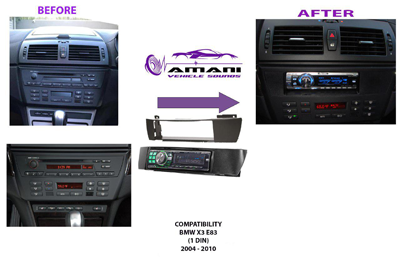 BEFORE
AFTER
AMANI
VEHICLE SOUNDS
COMPATIBILITY
BMW X3 E83
(1 DIN)
2004 - 2010